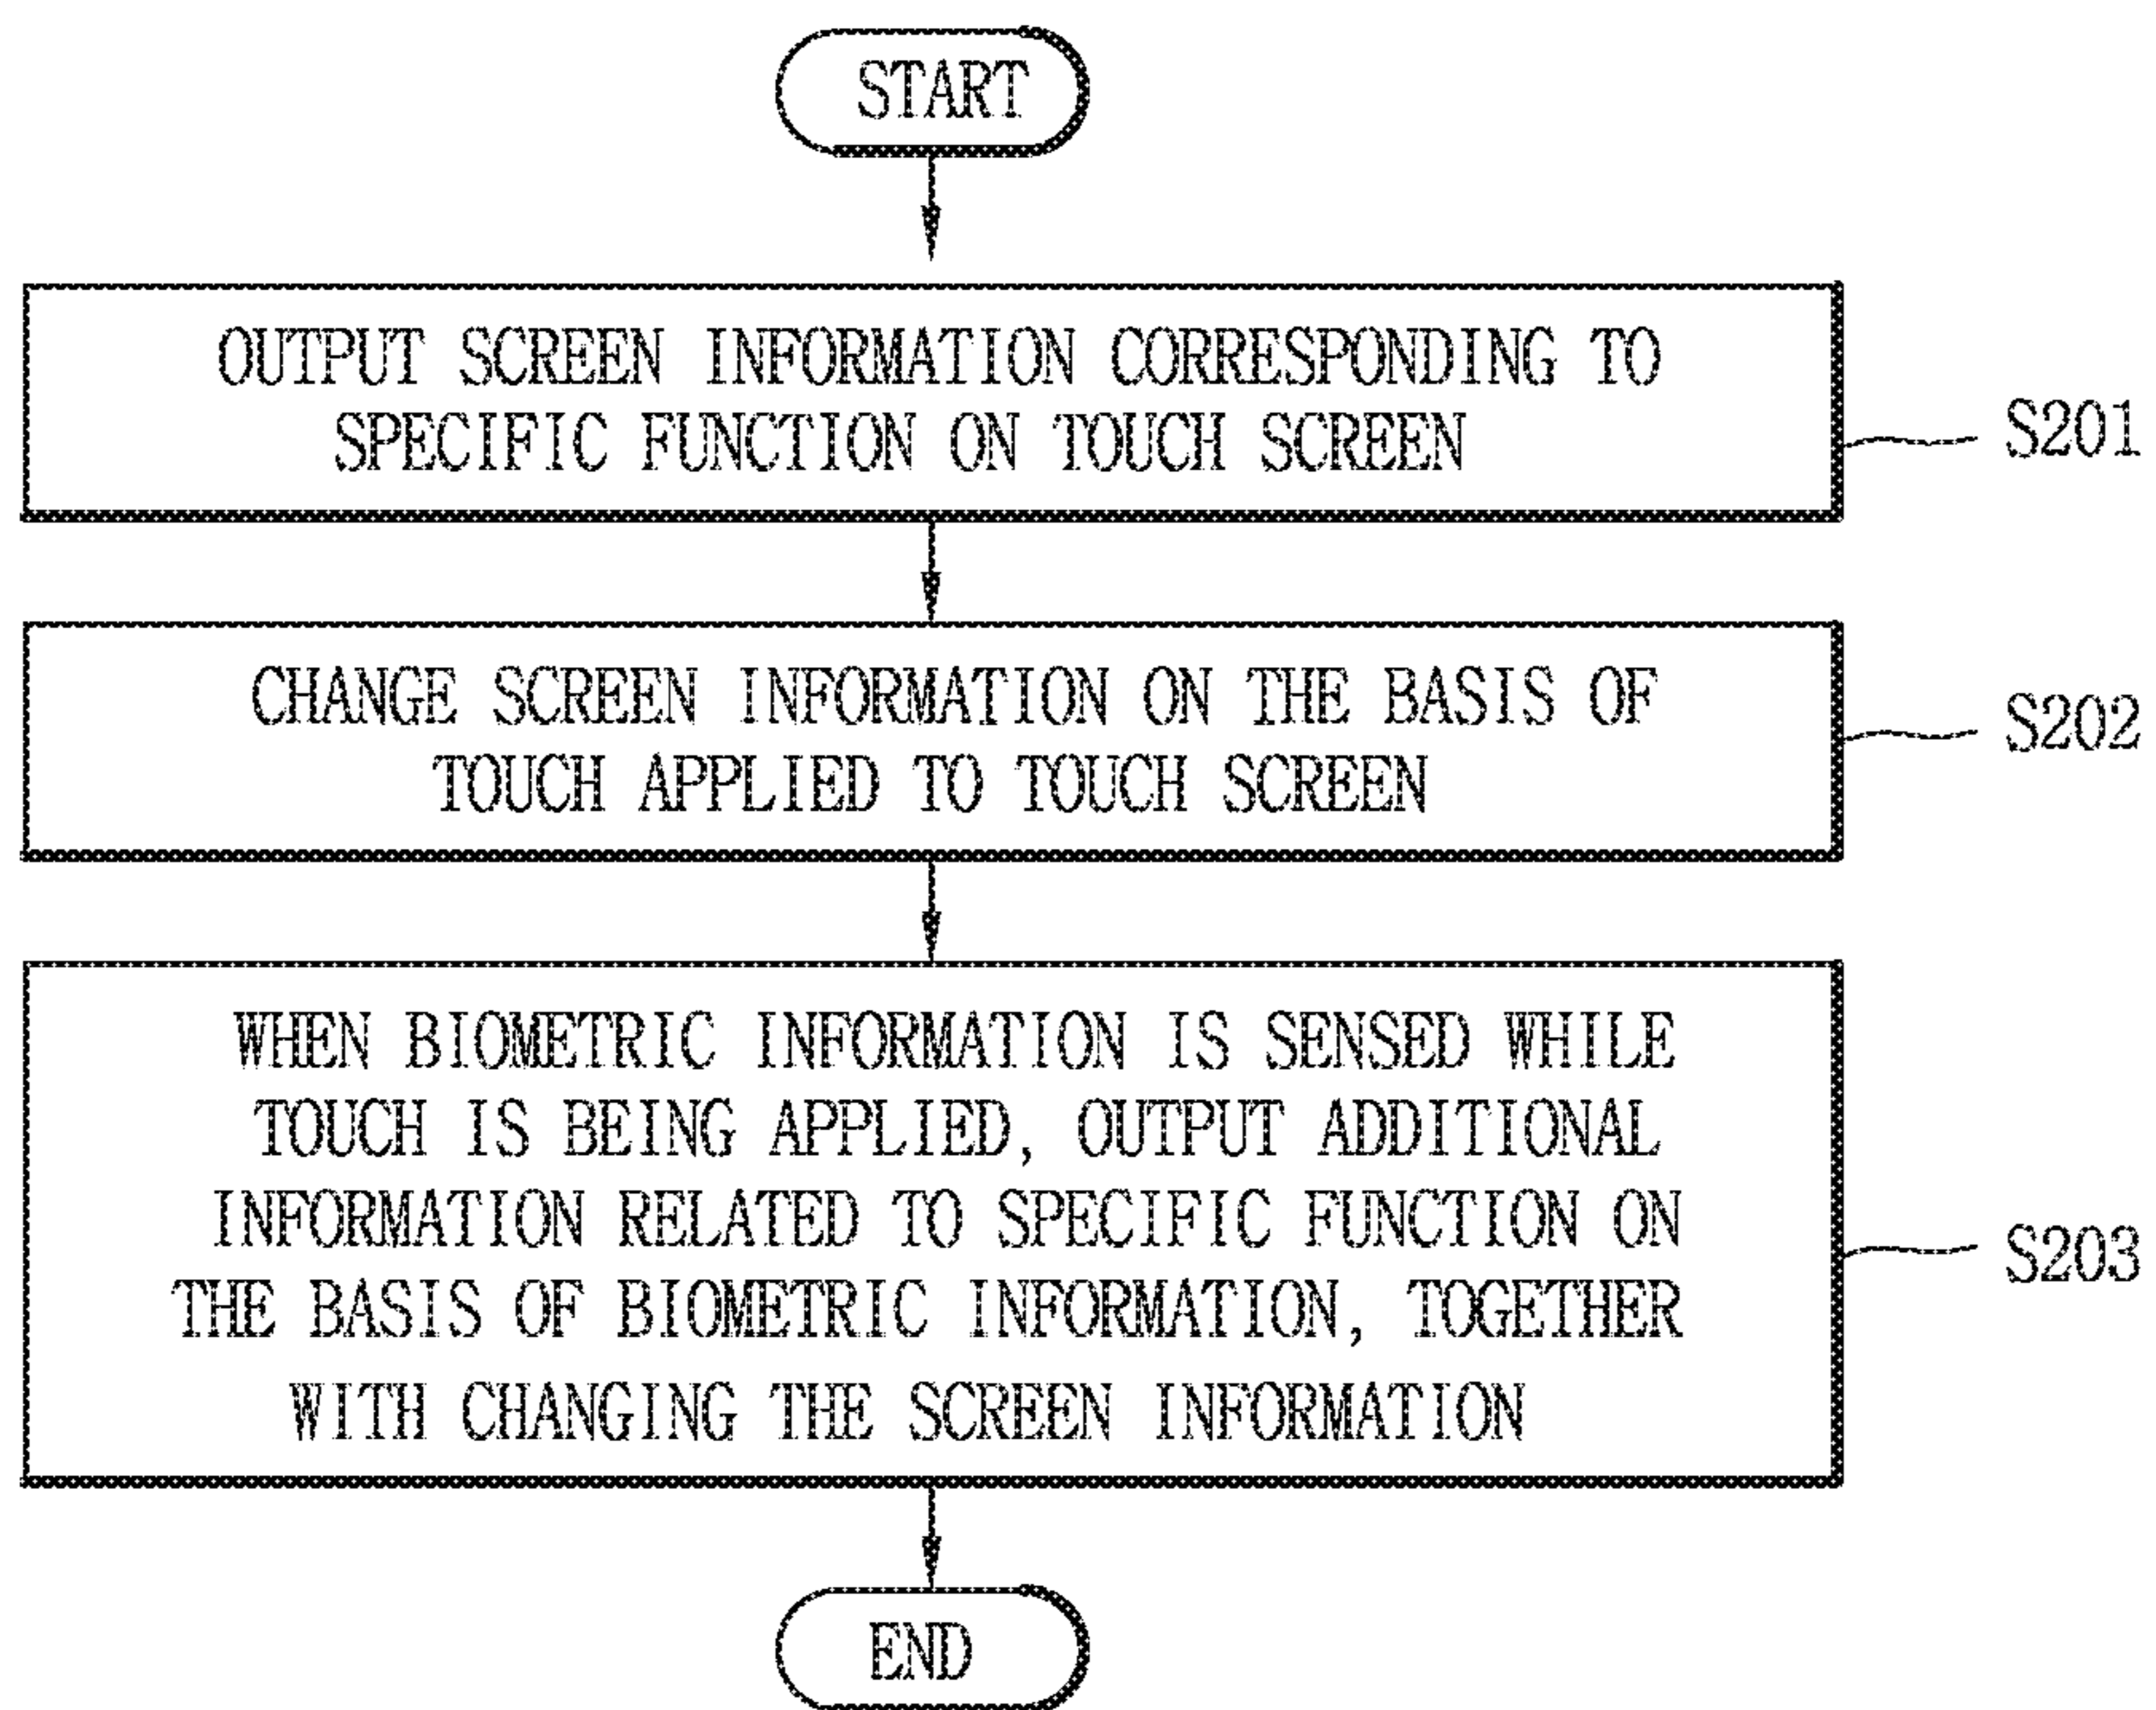 START
OUTPUT SCREEN INFORMATION CORRESPONDING TO
SPECIFIC FUNCTION ON TOUCH SCREEN
S201
CHANGE SCREEN INFORMATION ON THE BASIS OF
TOUCH APPLIED TO TOUCH SCREEN
S202
WHEN BIOMETRIC INFORMATION IS SENSED WHILE
TOUCH IS BEING APPLIED, OUTPUT ADDITIONAL
INFORMATION RELATED TO SPECIFIC FUNCTION ON
THE BASIS OF BIOMETRIC INFORMATION, TOGETHER
WITH CHANGING THE SCREEN INFORMATION
S203
END